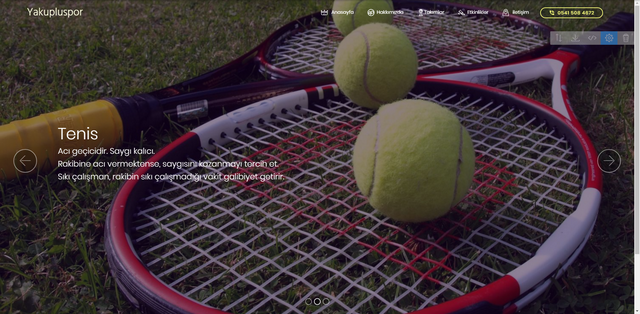 Yakupluspor
Anasayfa
Hakkımızda
Takımlar
Etkinlikler
İletişim
0541 508 4872
Tenis
Acı geçicidir. Saygı kalıcı.
Rakibine acı vermektense, saygısını kazanmayı tercih et.
Sıkı çalışman, rakibin sıkı çalışmadığı vakit galibiyet getirir.